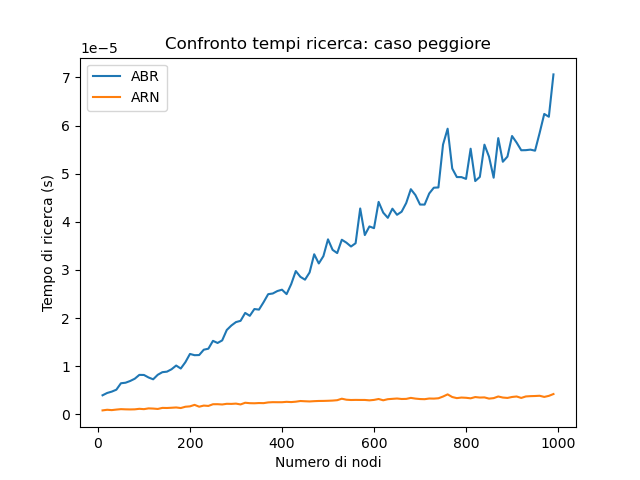 Confronto tempi ricerca: caso peggiore
1e−5
ABR
ARN
7
6
5
4
3
2
1
0
Tempo di ricerca (s)
0 200 400 600 800 1000
Numero di nodi